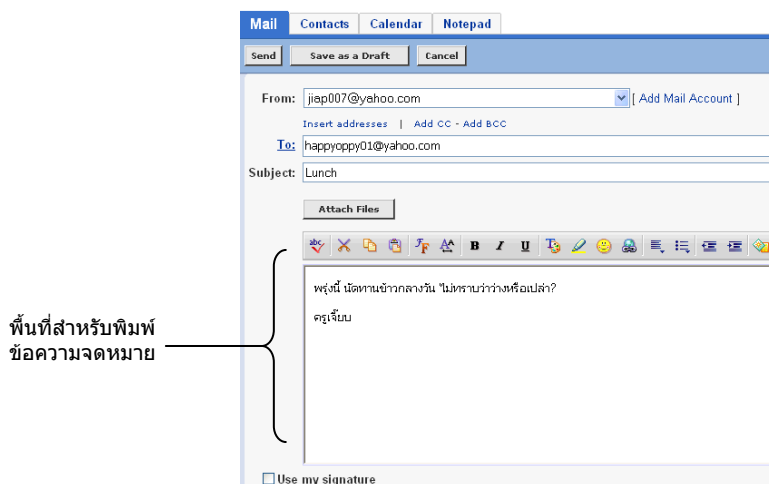 Mail Contacts Calendar Notepad
Send Save as a Draft Cancel
From: jiap007@yahoo.com [ Add Mail Account ]
Insert addresses | Add CC - Add BCC
To: happyoppy01@yahoo.com
Subject: Lunch
Attach Files
abc T F A A B I U T
พรุ่งนี้ นัดทานข้าวกลางวัน ไม่ทราบว่าว่างหรือเปล่า?
ครูเจี๊ยบ
พื้นที่สำหรับพิมพ์
ข้อความจดหมาย
Use my signature